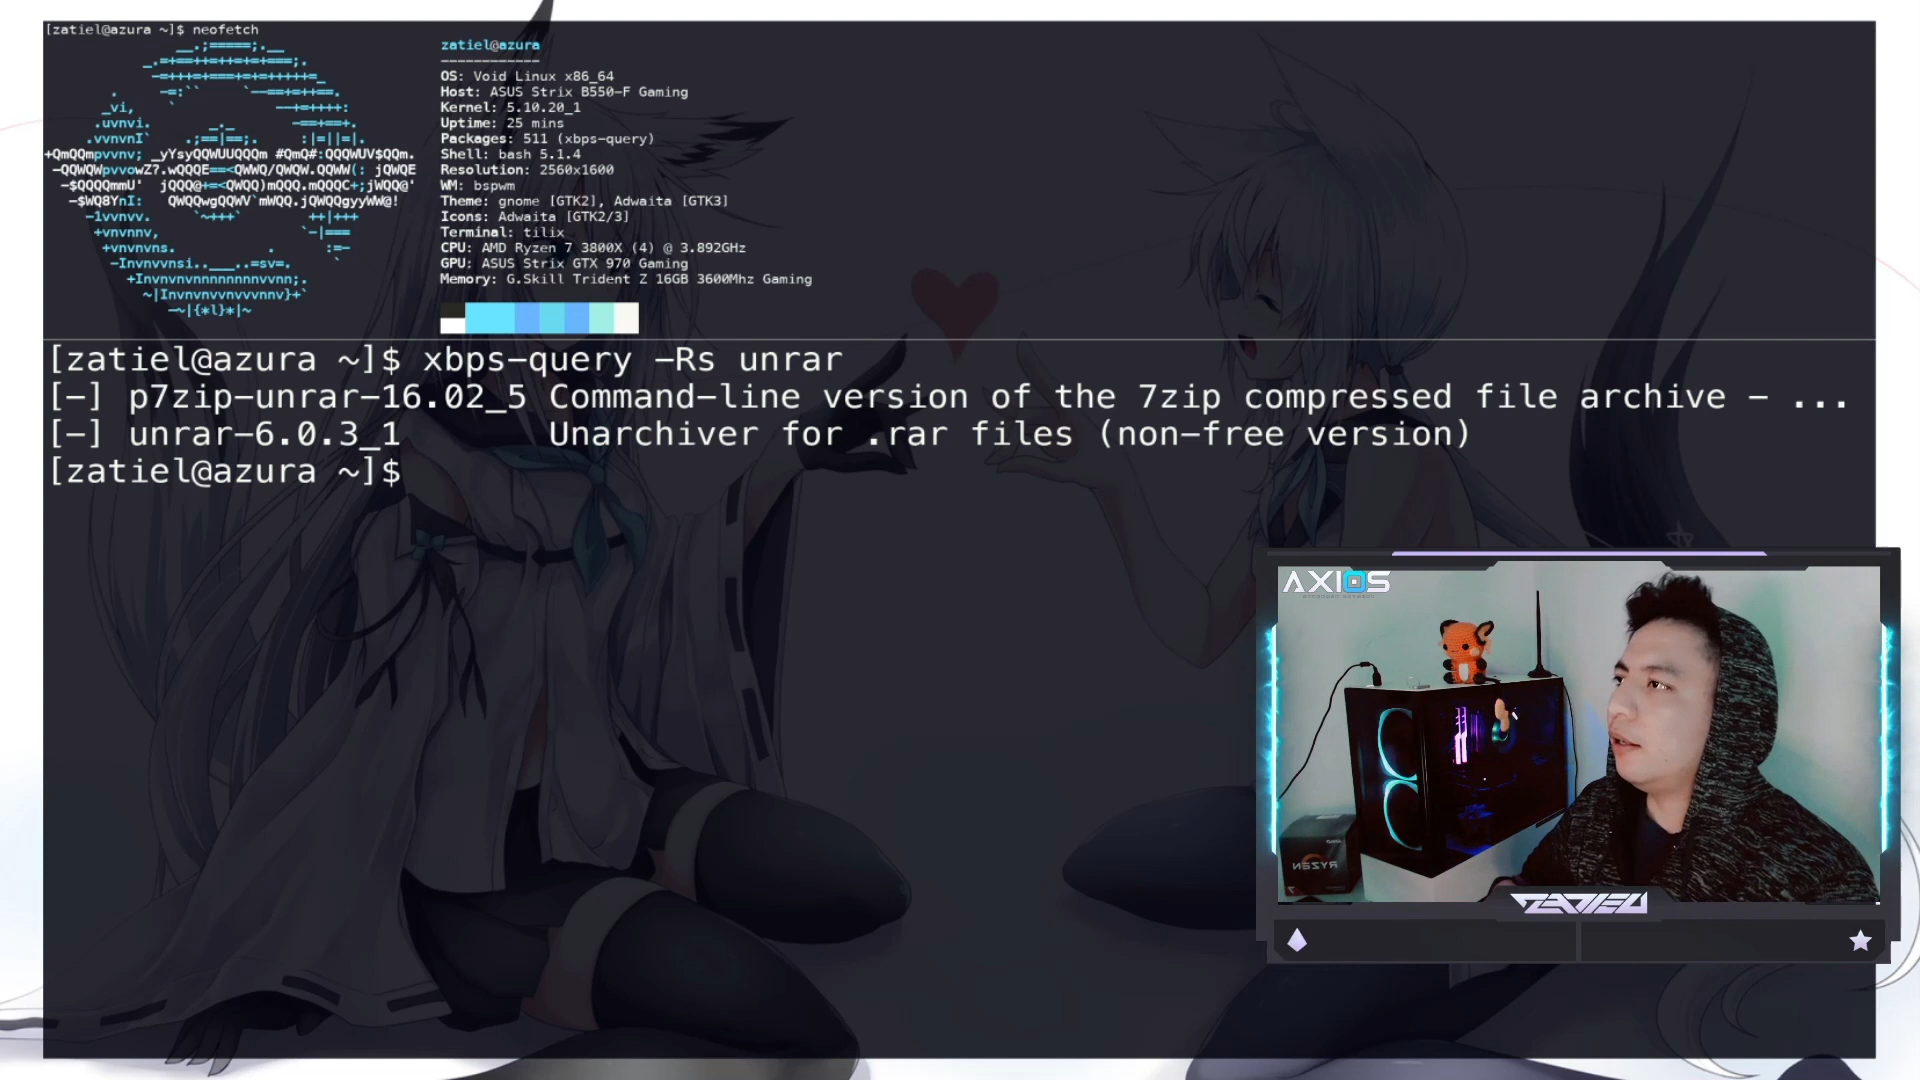 [zatiel@azura ~]$ neofetch
zatiel@azura
------------
OS: Void Linux x86_64
Host: ASUS Strix B550-F Gaming
Kernel: 5.10.20_1
Uptime: 25 mins
Packages: 511 (xbps-query)
Shell: bash 5.1.4
Resolution: 2560x1600
WM: bspwm
Theme: gnome [GTK2], Adwaita [GTK3]
Icons: Adwaita [GTK2/3]
Terminal: tilix
CPU: AMD Ryzen 7 3800X (4) @ 3.892GHz
GPU: ASUS Strix GTX 970 Gaming
Memory: G.Skill Trident Z 16GB 3600Mhz Gaming
[zatiel@azura ~]$ xbps-query -Rs unrar
[-] p7zip-unrar-16.02_5 Command-line version of the 7zip compressed file archive - ...
[-] unrar-6.0.3_1 Unarchiver for .rar files (non-free version)
[zatiel@azura ~]$
AXIOS
RYZEN